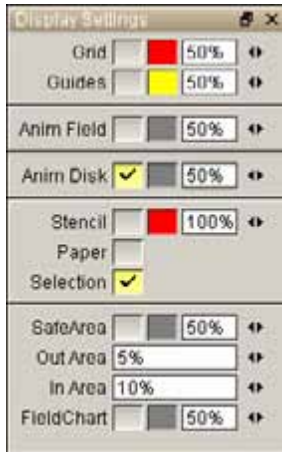 Display Settings
Grid 50%
Guides 50%
Anim Field 50%
Anim Disk 50%
Stencil 100%
Paper
Selection
SafeArea 50%
Out Area 5%
In Area 10%
FieldChart 50%